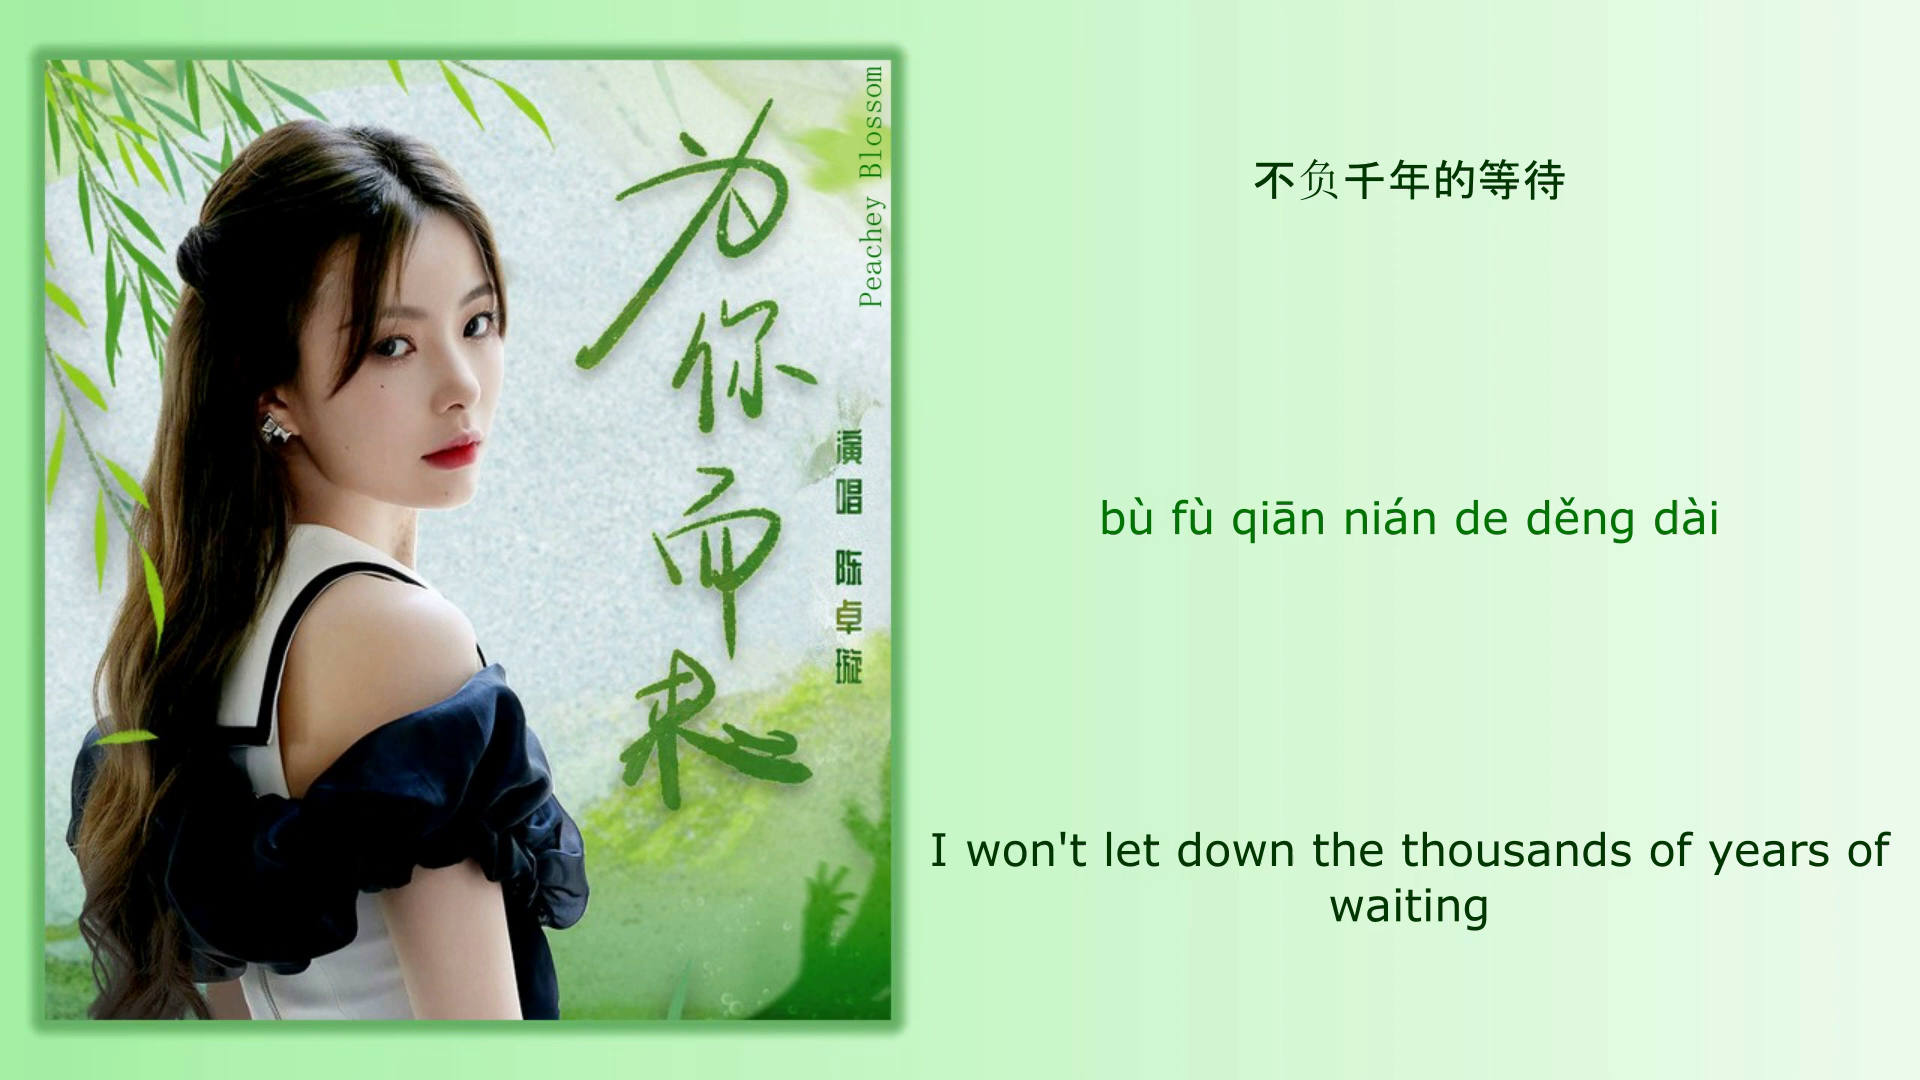 为你而来
Peachey Blossom
演唱 陈卓璇
不负千年的等待
bù fù qiān nián de děng dài
I won't let down the thousands of years of
waiting